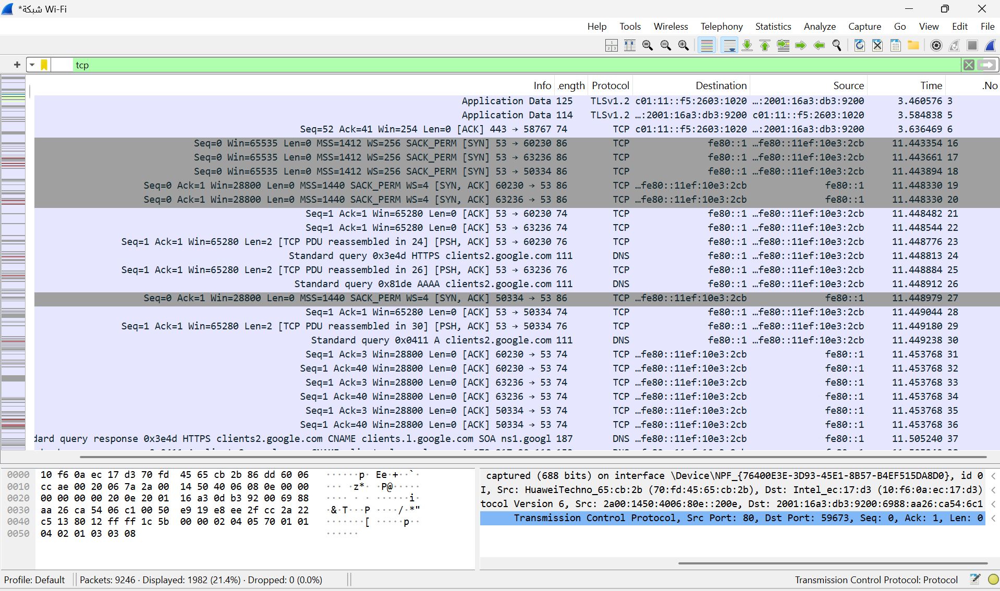 *شبكة Wi-Fi
Help Tools Wireless Telephony Statistics Analyze Capture Go View Edit File
tcp
Info .ength Protocol Destination Source Time .No
Application Data 125 TLSv1.2 c01:11::f5:2603:1020 …:2001:16a3:db3:9200 3.460576 3
Application Data 114 TLSv1.2 …:2001:16a3:db3:9200 c01:11::f5:2603:1020 3.584838 5
Seq=52 Ack=41 Win=254 Len=0 [ACK] 443 → 58767 74 TCP c01:11::f5:2603:1020 …:2001:16a3:db3:9200 3.636469 6
Seq=0 Win=65535 Len=0 MSS=1412 WS=256 SACK_PERM [SYN] 53 → 60230 86 TCP fe80::1 …fe80::11ef:10e3:2cb 11.443354 16
Seq=0 Win=65535 Len=0 MSS=1412 WS=256 SACK_PERM [SYN] 53 → 63236 86 TCP fe80::1 …fe80::11ef:10e3:2cb 11.443661 17
Seq=0 Win=65535 Len=0 MSS=1412 WS=256 SACK_PERM [SYN] 53 → 50334 86 TCP fe80::1 …fe80::11ef:10e3:2cb 11.443894 18
Seq=0 Ack=1 Win=28800 Len=0 MSS=1440 SACK_PERM WS=4 [SYN, ACK] 60230 → 53 86 TCP …fe80::11ef:10e3:2cb fe80::1 11.448330 19
Seq=0 Ack=1 Win=28800 Len=0 MSS=1440 SACK_PERM WS=4 [SYN, ACK] 63236 → 53 86 TCP …fe80::11ef:10e3:2cb fe80::1 11.448330 20
Seq=1 Ack=1 Win=65280 Len=0 [ACK] 53 → 60230 74 TCP fe80::1 …fe80::11ef:10e3:2cb 11.448482 21
Seq=1 Ack=1 Win=65280 Len=0 [ACK] 53 → 63236 74 TCP fe80::1 …fe80::11ef:10e3:2cb 11.448544 22
Seq=1 Ack=1 Win=65280 Len=2 [TCP PDU reassembled in 24] [PSH, ACK] 53 → 60230 76 TCP fe80::1 …fe80::11ef:10e3:2cb 11.448776 23
Standard query 0x3e4d HTTPS clients2.google.com 111 DNS fe80::1 …fe80::11ef:10e3:2cb 11.448813 24
Seq=1 Ack=1 Win=65280 Len=2 [TCP PDU reassembled in 26] [PSH, ACK] 53 → 63236 76 TCP fe80::1 …fe80::11ef:10e3:2cb 11.448884 25
Standard query 0x81de AAAA clients2.google.com 111 DNS fe80::1 …fe80::11ef:10e3:2cb 11.448912 26
Seq=0 Ack=1 Win=28800 Len=0 MSS=1440 SACK_PERM WS=4 [SYN, ACK] 50334 → 53 86 TCP …fe80::11ef:10e3:2cb fe80::1 11.448979 27
Seq=1 Ack=1 Win=65280 Len=0 [ACK] 53 → 50334 74 TCP fe80::1 …fe80::11ef:10e3:2cb 11.449044 28
Seq=1 Ack=1 Win=65280 Len=2 [TCP PDU reassembled in 30] [PSH, ACK] 53 → 50334 76 TCP fe80::1 …fe80::11ef:10e3:2cb 11.449180 29
Standard query 0x0411 A clients2.google.com 111 DNS fe80::1 …fe80::11ef:10e3:2cb 11.449238 30
Seq=1 Ack=3 Win=28800 Len=0 [ACK] 60230 → 53 74 TCP …fe80::11ef:10e3:2cb fe80::1 11.453768 31
Seq=1 Ack=40 Win=28800 Len=0 [ACK] 60230 → 53 74 TCP …fe80::11ef:10e3:2cb fe80::1 11.453768 32
Seq=1 Ack=3 Win=28800 Len=0 [ACK] 63236 → 53 74 TCP …fe80::11ef:10e3:2cb fe80::1 11.453768 33
Seq=1 Ack=40 Win=28800 Len=0 [ACK] 63236 → 53 74 TCP …fe80::11ef:10e3:2cb fe80::1 11.453768 34
Seq=1 Ack=3 Win=28800 Len=0 [ACK] 50334 → 53 74 TCP …fe80::11ef:10e3:2cb fe80::1 11.453768 35
Seq=1 Ack=40 Win=28800 Len=0 [ACK] 50334 → 53 74 TCP …fe80::11ef:10e3:2cb fe80::1 11.453768 36
dard query response 0x3e4d HTTPS clients2.google.com CNAME clients.l.google.com SOA ns1.googl 187 DNS …fe80::11ef:10e3:2cb fe80::1 11.505240 37
0000 10 f6 0a ec 17 d3 70 fd 45 65 cb 2b 86 dd 60 06 ······p· Ee·+··`·
0010 cc ae 00 20 06 7a 2a 00 14 50 40 06 08 0e 00 00 ··· ·z*· ·P@·····
0020 00 00 00 00 20 0e 20 01 16 a3 0d b3 92 00 69 88 ···· · · ······i·
0030 aa 26 ca 54 06 c1 00 50 e9 19 e8 ee 2f cc 2a 22 ·&·T···P ····/·*"
0040 c5 13 80 12 ff ff 1c 5b 00 00 02 04 05 70 01 01 ·······[ ·····p··
0050 04 02 01 03 03 08 ······
captured (688 bits) on interface \Device\NPF_{76400E3E-3D93-45E1-8B57-B4EF515DA8D0}, id 0
I, Src: HuaweiTechno_65:cb:2b (70:fd:45:65:cb:2b), Dst: Intel_ec:17:d3 (10:f6:0a:ec:17:d3)
tocol Version 6, Src: 2a00:1450:4006:80e::200e, Dst: 2001:16a3:db3:9200:6988:aa26:ca54:6c1
Transmission Control Protocol, Src Port: 80, Dst Port: 59673, Seq: 0, Ack: 1, Len: 0
Profile: Default Packets: 9246 · Displayed: 1982 (21.4%) · Dropped: 0 (0.0%) Transmission Control Protocol: Protocol